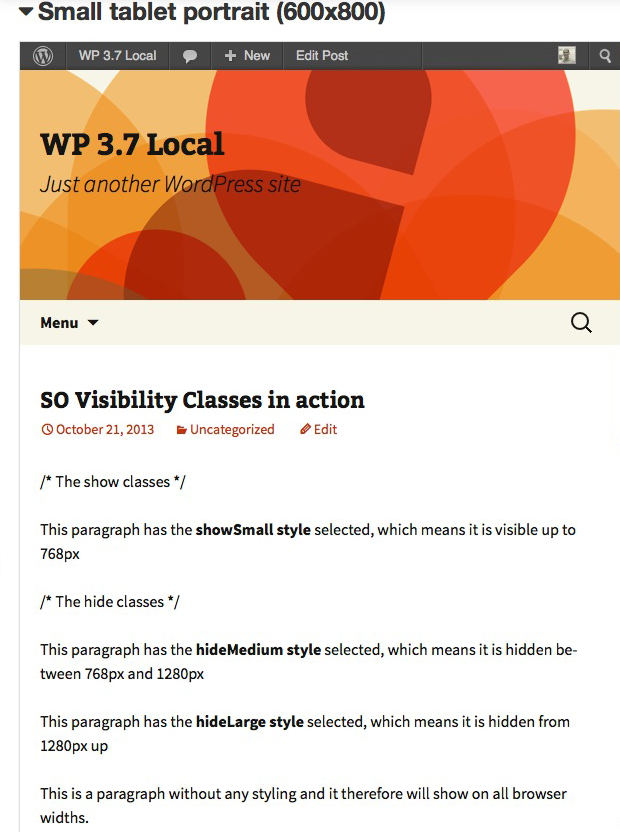 Small tablet portrait (600x800)
WP 3.7 Local
+ New
Edit Post
WP 3.7 Local
Just another WordPress site
Menu
SO Visibility Classes in action
October 21, 2013 Uncategorized Edit
/* The show classes */
This paragraph has the showSmall style selected, which means it is visible up to
768px
/* The hide classes */
This paragraph has the hideMedium style selected, which means it is hidden be-
tween 768px and 1280px
This paragraph has the hideLarge style selected, which means it is hidden from
1280px up
This is a paragraph without any styling and it therefore will show on all browser
widths.